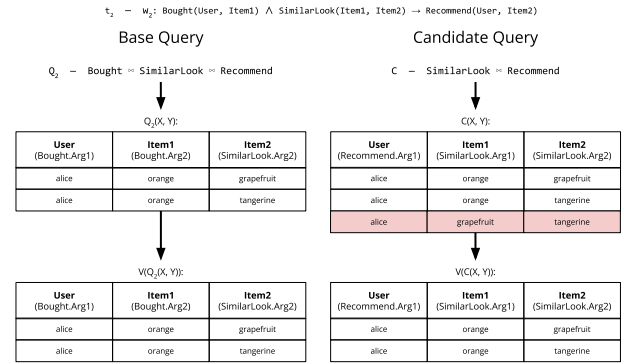 t₂ — w₂: Bought(User, Item1) ∧ SimilarLook(Item1, Item2) → Recommend(User, Item2)
Base Query
Q₂ — Bought ⋈ SimilarLook ⋈ Recommend
Q₂(X, Y):
User Item1 Item2
(Bought.Arg1) (Bought.Arg2) (SimilarLook.Arg2)
alice orange grapefruit
alice orange tangerine
V(Q₂(X, Y)):
User Item1 Item2
(Bought.Arg1) (Bought.Arg2) (SimilarLook.Arg2)
alice orange grapefruit
alice orange tangerine
Candidate Query
C — SimilarLook ⋈ Recommend
C(X, Y):
User Item1 Item2
(Recommend.Arg1) (SimilarLook.Arg1) (SimilarLook.Arg2)
alice orange grapefruit
alice orange tangerine
alice grapefruit tangerine
V(C(X, Y)):
User Item1 Item2
(Recommend.Arg1) (SimilarLook.Arg1) (SimilarLook.Arg2)
alice orange grapefruit
alice orange tangerine